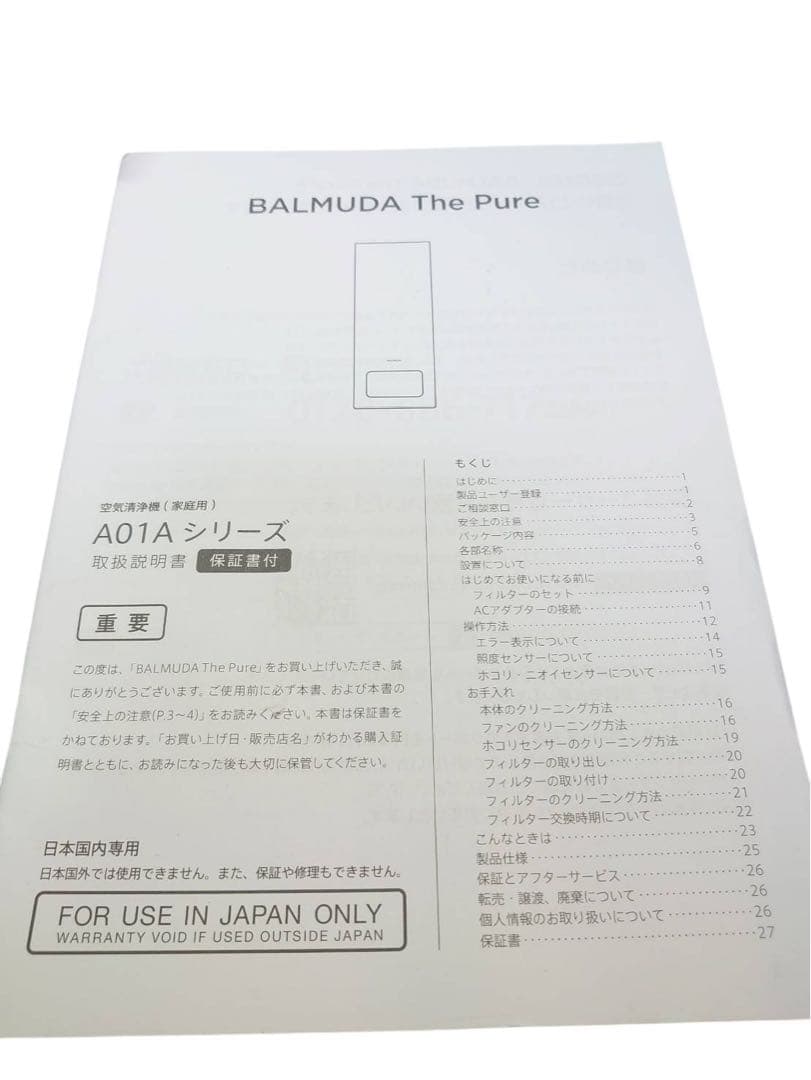 BALMUDA The Pure
空気清浄機(家庭用)
A01A シリーズ
取扱説明書 保証書付
重要
この度は、「BALMUDA The Pure」をお買い上げいただき、誠
にありがとうございます。ご使用前に必ず本書、および本書の
「安全上の注意(P.3~4)」をお読みください。本書は保証書を
かねております。「お買い上げ日・販売店名」がわかる購入証
明書とともに、お読みになった後も大切に保管してください。
日本国内専用
日本国外では使用できません。また、保証や修理もできません。
FOR USE IN JAPAN ONLY
WARRANTY VOID IF USED OUTSIDE JAPAN
もくじ
はじめに 1
製品ユーザー登録 1
ご相談窓口 2
安全上の注意 3
パッケージ内容 5
各部名称 6
設置について 8
はじめてお使いになる前に
フィルターのセット 9
ACアダプターの接続 11
操作方法 12
エラー表示について 14
照度センサーについて 15
ホコリ・ニオイセンサーについて 15
お手入れ
本体のクリーニング方法 16
ファンのクリーニング方法 16
ホコリセンサーのクリーニング方法 19
フィルターの取り出し 20
フィルターの取り付け 20
フィルターのクリーニング方法 21
フィルター交換時期について 22
こんなときは 23
製品仕様 25
保証とアフターサービス 26
転売・譲渡、廃棄について 26
個人情報のお取り扱いについて 26
保証書 27